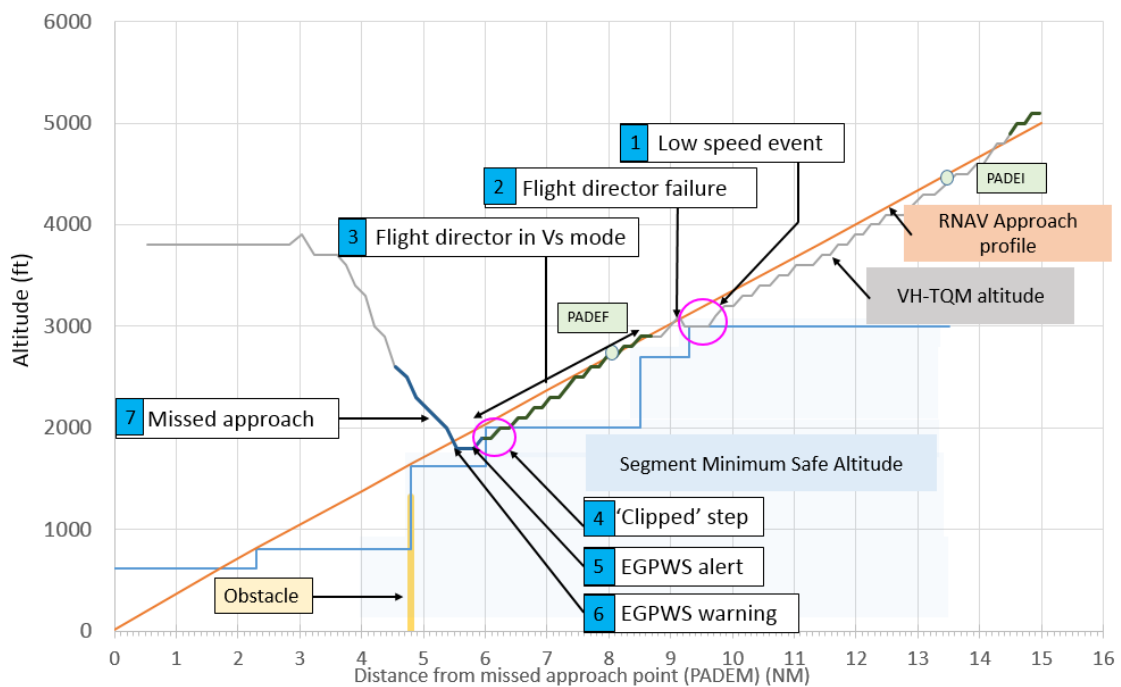 6000
5000
4000
3000
2000
1000
0
Altitude (ft)
1 Low speed event
2 Flight director failure
3 Flight director in Vs mode
PADEI
RNAV Approach
profile
VH-TQM altitude
PADEF
7 Missed approach
Segment Minimum Safe Altitude
4 ‘Clipped’ step
5 EGPWS alert
6 EGPWS warning
Obstacle
0 1 2 3 4 5 6 7 8 9 10 11 12 13 14 15 16
Distance from missed approach point (PADEM) (NM)